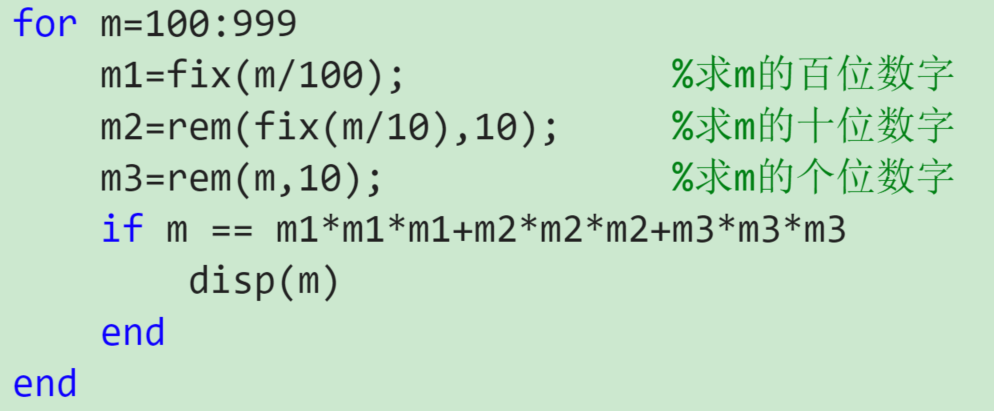 for m=100:999
    m1=fix(m/100);               %求m的百位数字
    m2=rem(fix(m/10),10);      %求m的十位数字
    m3=rem(m,10);                %求m的个位数字
    if m == m1*m1*m1+m2*m2*m2+m3*m3*m3
        disp(m)
    end
end